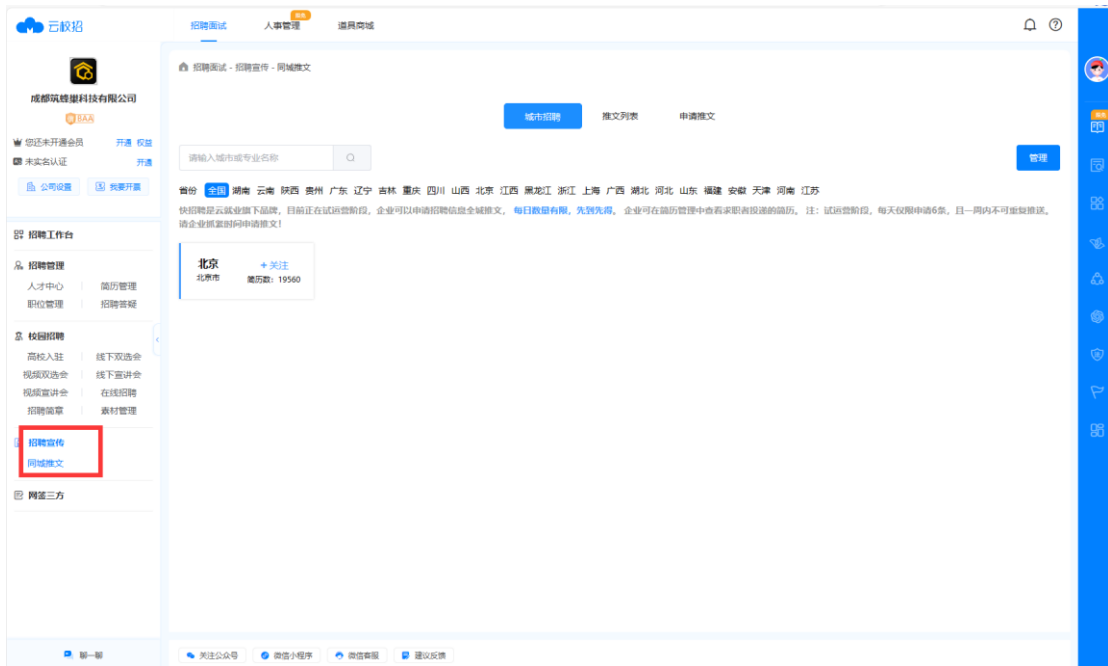 云校招
招聘面试 人事管理 道具商城
成都筑蜂巢科技有限公司
您还未开通会员 开通 权益
未实名认证 开通
公司设置 我要开票
招聘工作台
招聘管理
人才中心 简历管理
职位管理 招聘答疑
校园招聘
高校入驻 线下双选会
视频双选会 线下宣讲会
视频宣讲会 在线招聘
招聘简章 素材管理
招聘宣传
同城推文
网签三方
聊一聊
招聘面试 - 招聘宣传 - 同城推文
城市招聘 推文列表 申请推文
请输入城市或专业名称
管理
省份 全国 湖南 云南 陕西 贵州 广东 辽宁 吉林 重庆 四川 山西 北京 江西 黑龙江 浙江 上海 广西 湖北 河北 山东 福建 安徽 天津 河南 江苏
快招聘是云就业旗下品牌，目前正在试运营阶段，企业可以申请招聘信息全城推文， 每日数量有限，先到先得。 企业可在简历管理中查看求职者投递的简历。 注：试运营阶段，每天仅限申请6条，且一周内不可重复推送。
请企业抓紧时间申请推文！
北京 +关注
北京市 简历数：19560
关注公众号 微信小程序 微信客服 建议反馈